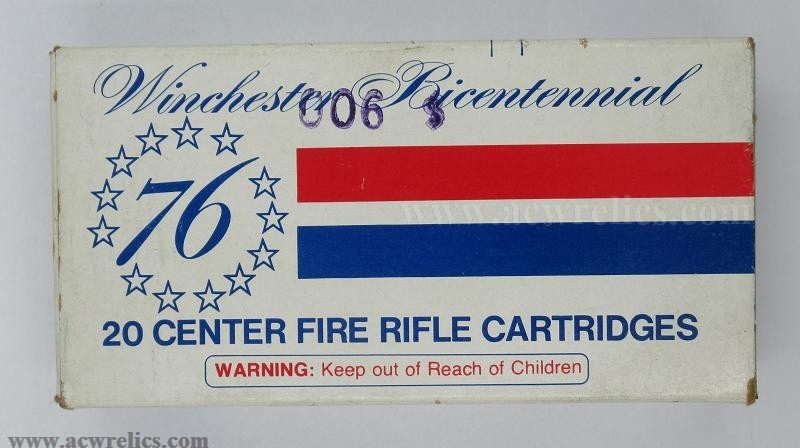 Winchester Bicentennial
006 $
76
www.acwrelics.com
20 CENTER FIRE RIFLE CARTRIDGES
WARNING: Keep out of Reach of Children
www.acwrelics.com